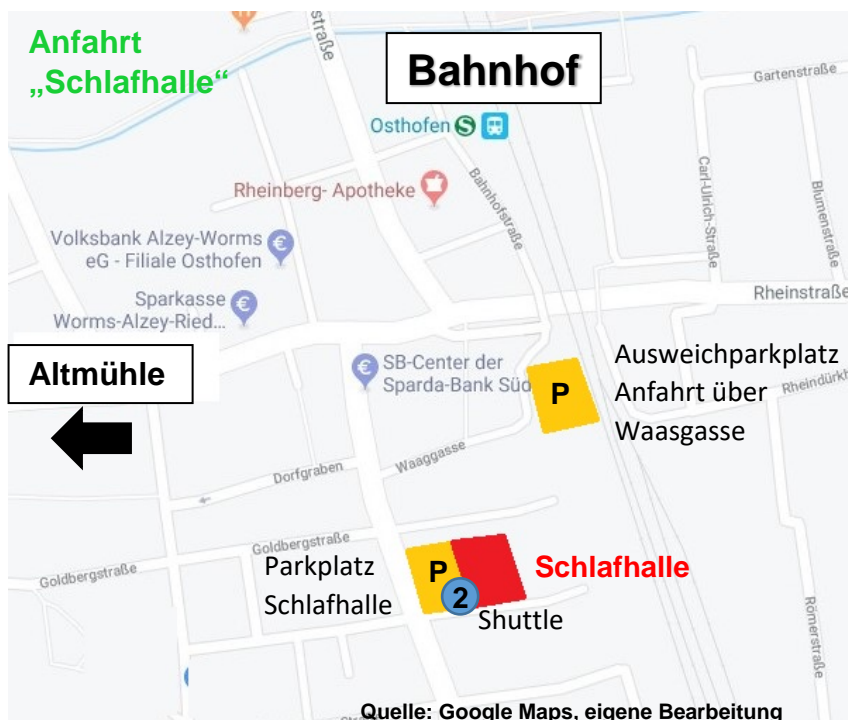 Anfahrt
„Schlafhalle“
straße
Bahnhof
Gartenstraße
Osthofen S
Rheinberg- Apotheke
Bahnhofstraße
Carl-Ulrich-Straße
Blumenstraße
Volksbank Alzey-Worms
eG - Filiale Osthofen
€
Sparkasse
Worms-Alzey-Ried...
€
Rheinstraße
Altmühle
€
SB-Center der
Sparda-Bank Süd
P
Ausweichparkplatz
Anfahrt über
Waasgasse
Rheindürkh
Waaggasse
Dorfgraben
Goldbergstraße
Goldbergstraße
Parkplatz
Schlafhalle
P
2
Schlafhalle
Shuttle
Römerstraße
Quelle: Google Maps, eigene Bearbeitung